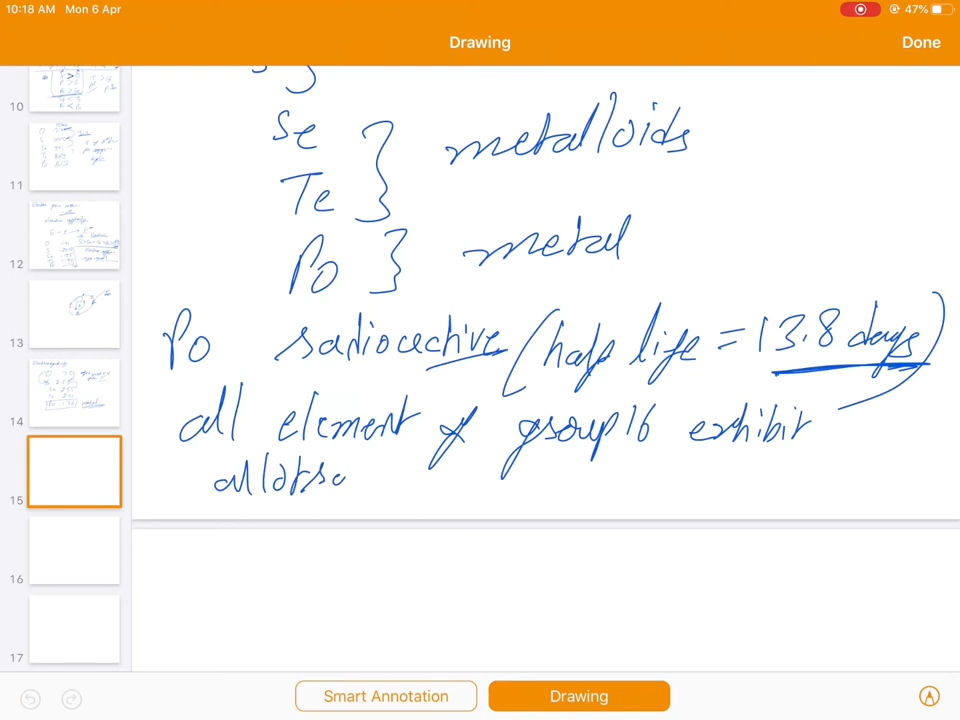 10:18 AM Mon 6 Apr
47%
Drawing
Done
Se
Te
} metalloids
Po } metal
Po radioactive (half life = 13.8 days)
all element of group 16 exhibit
allotro
10
11
12
13
14
15
16
17
Smart Annotation
Drawing